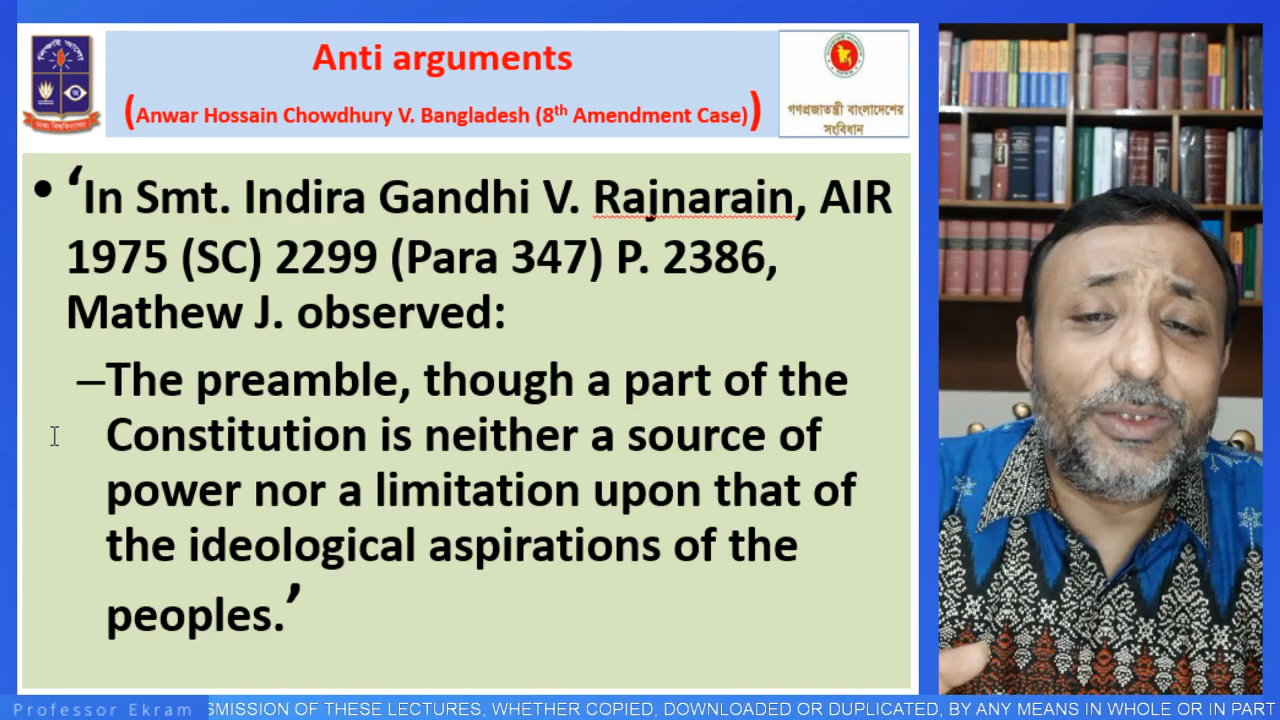 Anti arguments
(Anwar Hossain Chowdhury V. Bangladesh (8th Amendment Case))
গণপ্রজাতন্ত্রী বাংলাদেশের
সংবিধান
• ‘In Smt. Indira Gandhi V. Rajnarain, AIR
1975 (SC) 2299 (Para 347) P. 2386,
Mathew J. observed:
–The preamble, though a part of the
Constitution is neither a source of
power nor a limitation upon that of
the ideological aspirations of the
peoples.’
Professor Ekram
SMISSION OF THESE LECTURES, WHETHER COPIED, DOWNLOADED OR DUPLICATED, BY ANY MEANS IN WHOLE OR IN PART